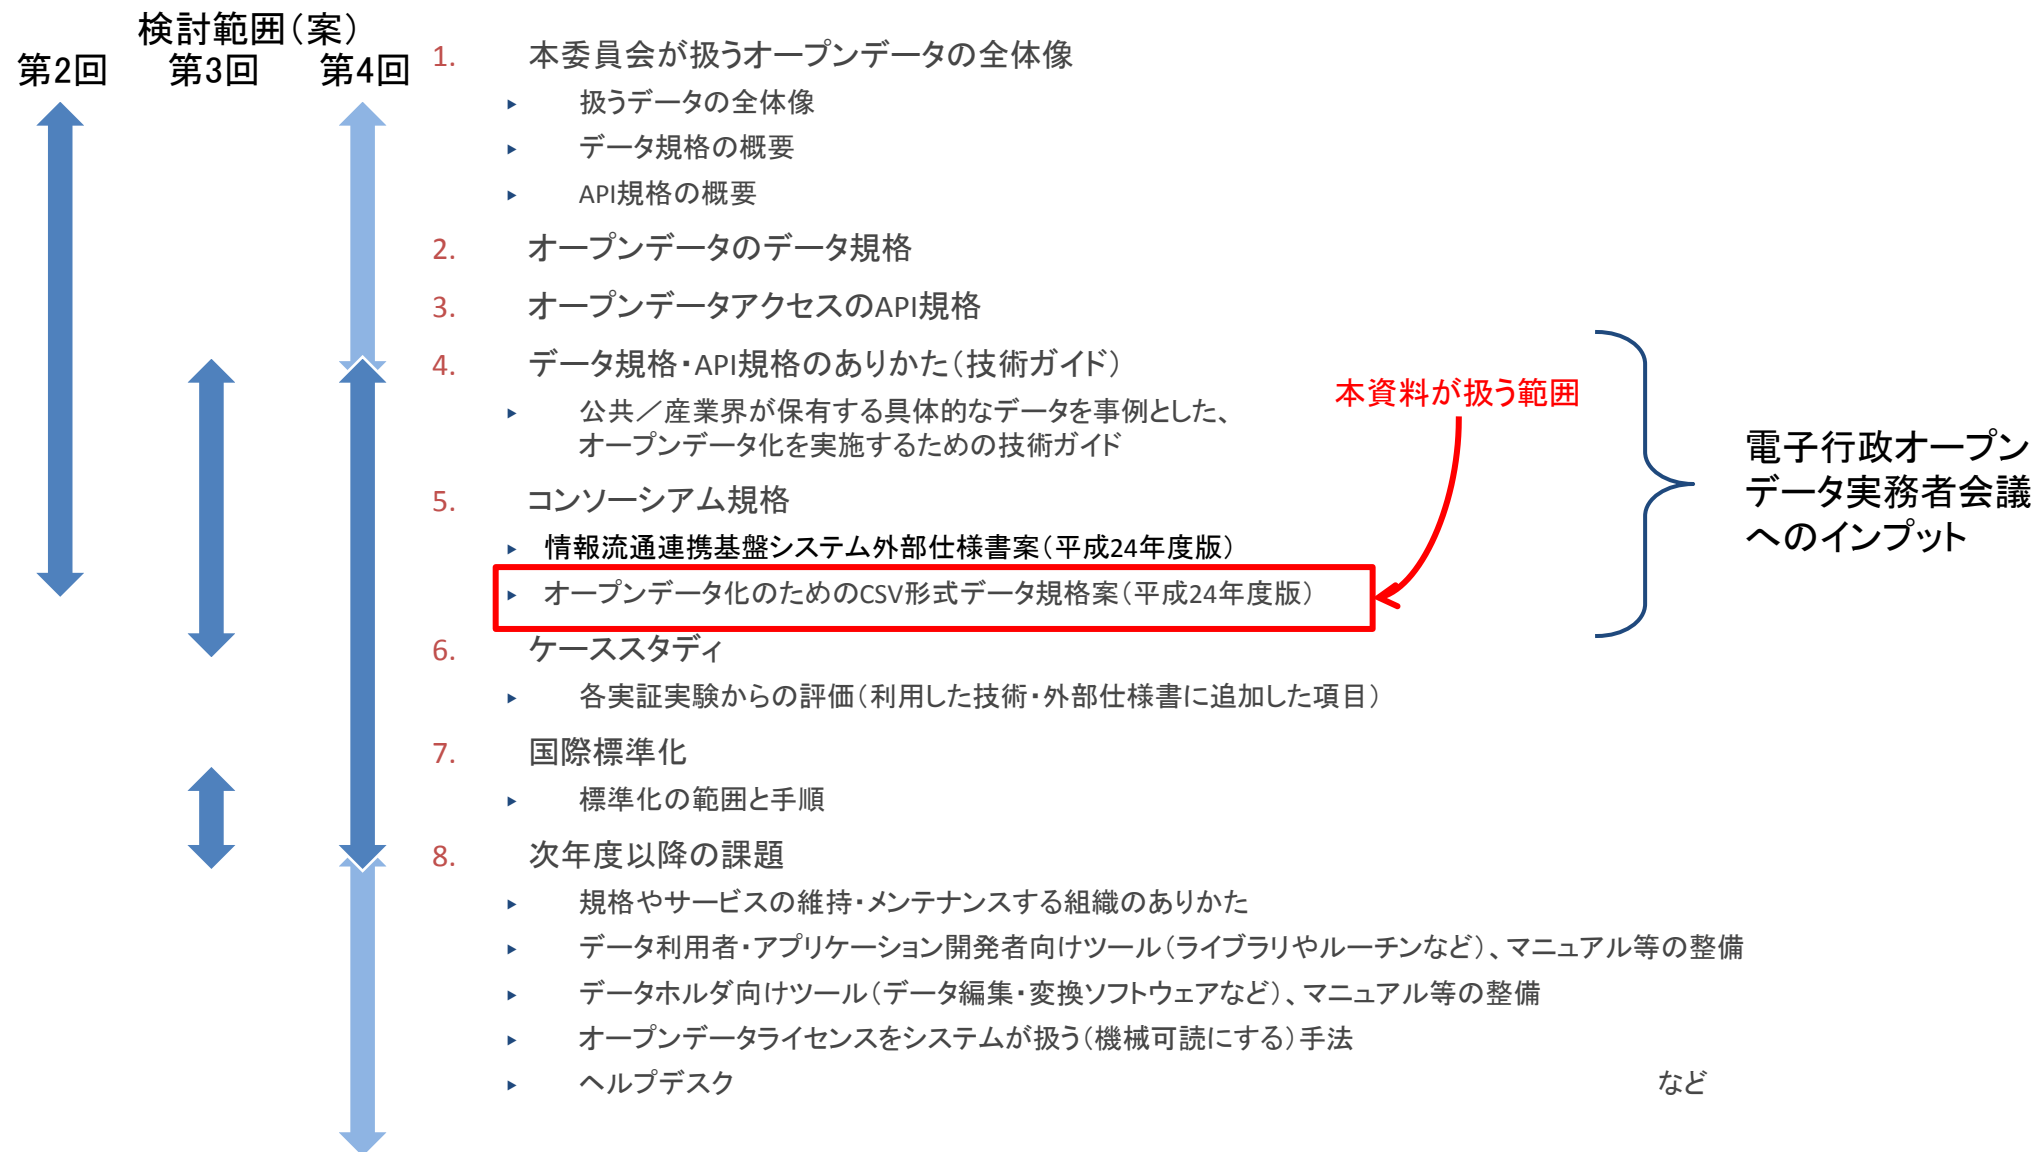 検討範囲（案）
第2回 第3回 第4回
1. 本委員会が扱うオープンデータの全体像
▸ 扱うデータの全体像
▸ データ規格の概要
▸ API規格の概要
2. オープンデータのデータ規格
3. オープンデータアクセスのAPI規格
4. データ規格・API規格のありかた（技術ガイド）
▸ 公共／産業界が保有する具体的なデータを事例とした、
オープンデータ化を実施するための技術ガイド
5. コンソーシアム規格
▸ 情報流通連携基盤システム外部仕様書案（平成24年度版）
▸ オープンデータ化のためのCSV形式データ規格案（平成24年度版）
6. ケーススタディ
▸ 各実証実験からの評価（利用した技術・外部仕様書に追加した項目）
7. 国際標準化
▸ 標準化の範囲と手順
8. 次年度以降の課題
▸ 規格やサービスの維持・メンテナンスする組織のありかた
▸ データ利用者・アプリケーション開発者向けツール（ライブラリやルーチンなど）、マニュアル等の整備
▸ データホルダ向けツール（データ編集・変換ソフトウェアなど）、マニュアル等の整備
▸ オープンデータライセンスをシステムが扱う（機械可読にする）手法
▸ ヘルプデスク など
本資料が扱う範囲
電子行政オープン
データ実務者会議
へのインプット